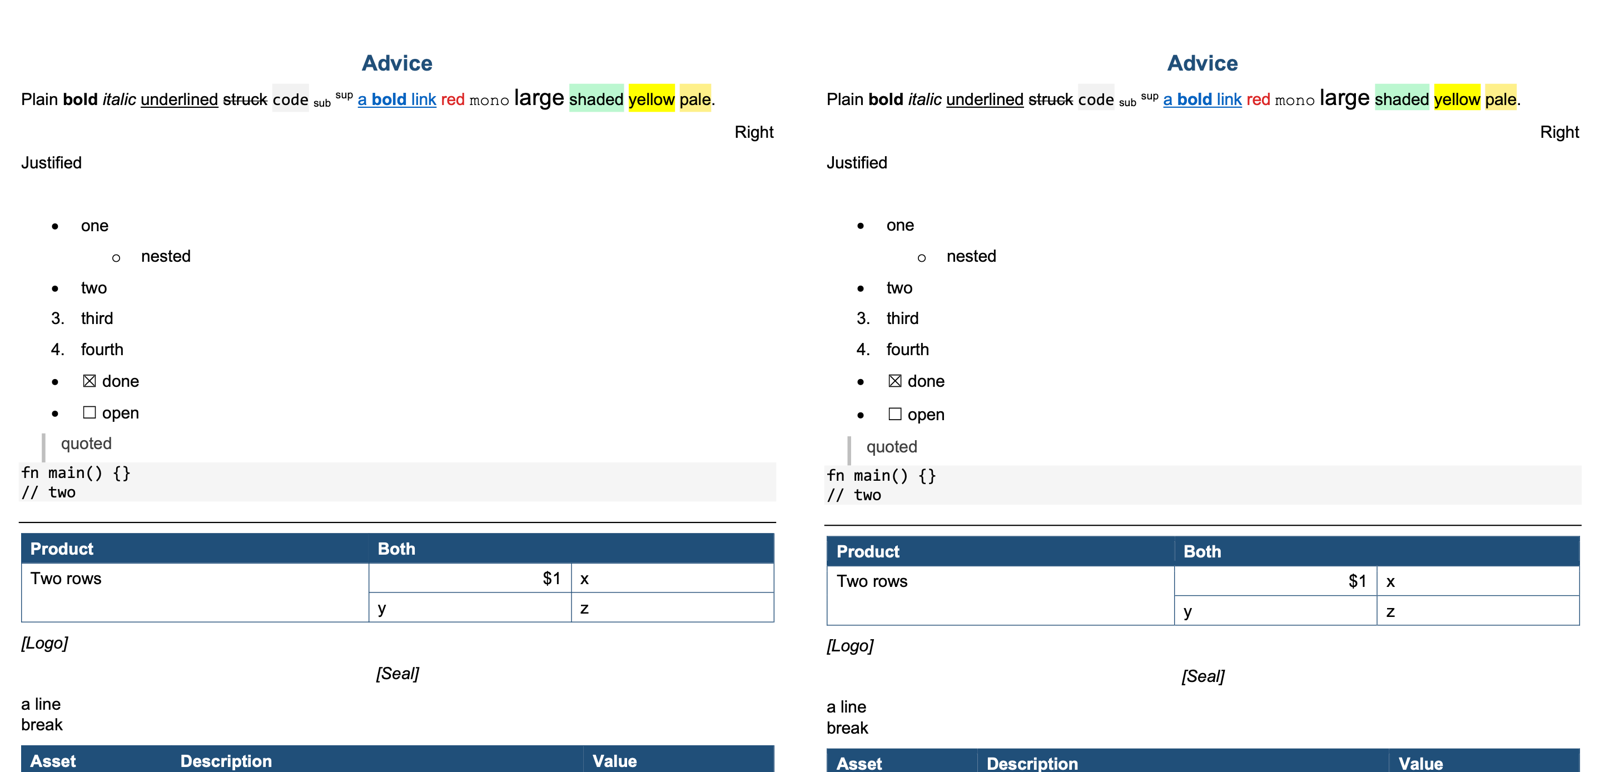 Advice
Plain bold italic underlined struck code sub sup a bold link red mono large shaded yellow pale.
Right
Justified
• one
○ nested
• two
3. third
4. fourth
• ☒ done
• ☐ open
quoted
fn main() {}
// two
Product Both
Two rows $1 x
y z
[Logo]
[Seal]
a line
break
Asset Description Value
Advice
Plain bold italic underlined struck code sub sup a bold link red mono large shaded yellow pale.
Right
Justified
• one
○ nested
• two
3. third
4. fourth
• ☒ done
• ☐ open
quoted
fn main() {}
// two
Product Both
Two rows $1 x
y z
[Logo]
[Seal]
a line
break
Asset Description Value